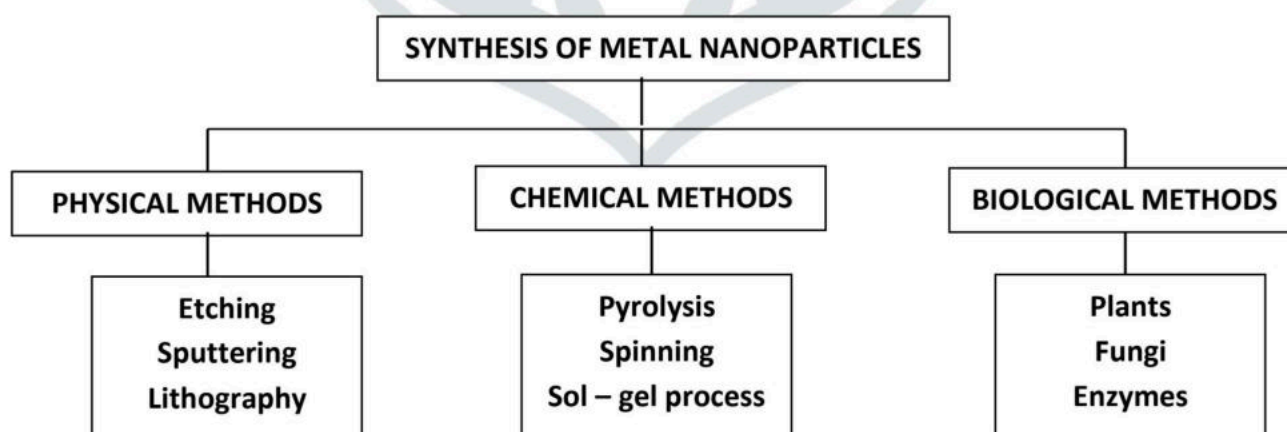 SYNTHESIS OF METAL NANOPARTICLES
PHYSICAL METHODS
Etching
Sputtering
Lithography
CHEMICAL METHODS
Pyrolysis
Spinning
Sol – gel process
BIOLOGICAL METHODS
Plants
Fungi
Enzymes